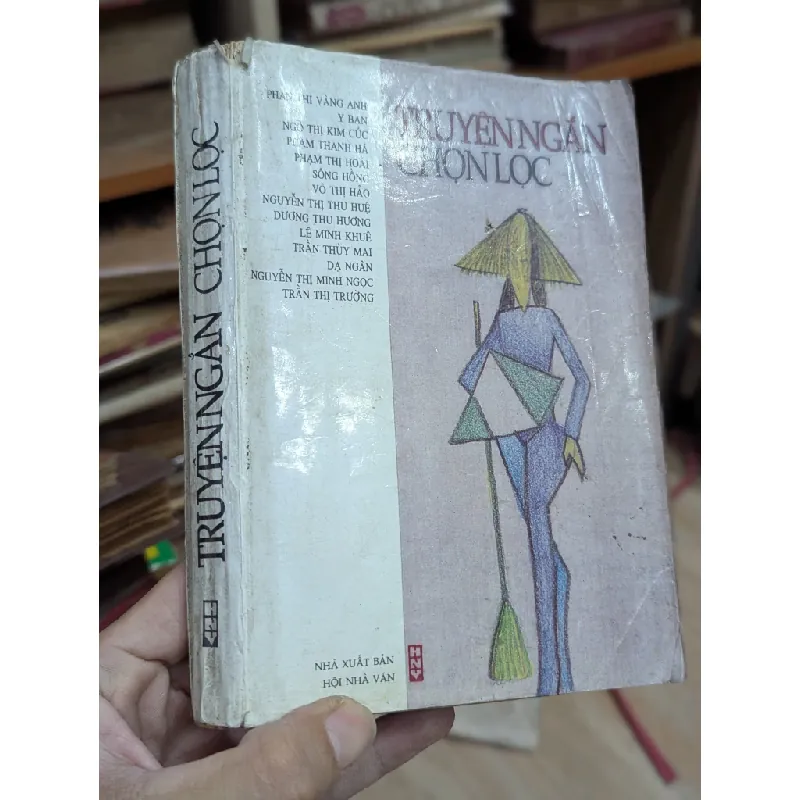 TRUYỆN NGẮN CHỌN LỌC
HNV
PHAN THỊ VÀNG ANH
Y BAN
NGÔ THỊ KIM CÚC
PHẠM THANH HÀ
PHẠM THỊ HOÀI
SÔNG HỒNG
VÕ THỊ HẢO
NGUYỄN THỊ THU HUỆ
DƯƠNG THU HƯƠNG
LÊ MINH KHUÊ
TRẦN THÙY MAI
DẠ NGÂN
NGUYỄN THỊ MINH NGỌC
TRẦN THỊ TRƯỜNG
TRUYỆN NGẮN
CHỌN LỌC
NHÀ XUẤT BẢN
HỘI NHÀ VĂN
HNV